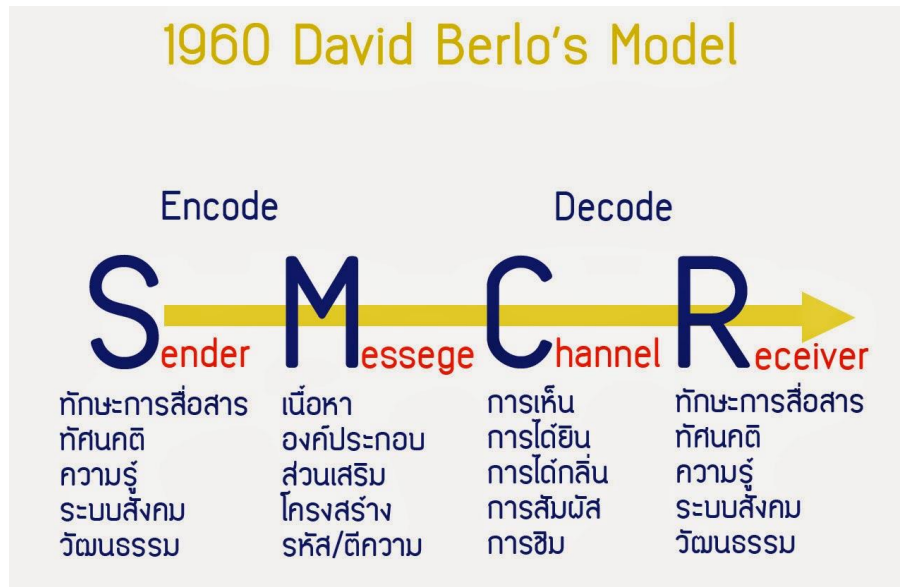 1960 David Berlo's Model
Encode
Decode
Sender
Messege
Channel
Receiver
ทักษะการสื่อสาร
ทัศนคติ
ความรู้
ระบบสังคม
วัฒนธรรม
เนื้อหา
องค์ประกอบ
ส่วนเสริม
โครงสร้าง
รหัส/ตีความ
การเห็น
การได้ยิน
การได้กลิ่น
การสัมผัส
การชิม
ทักษะการสื่อสาร
ทัศนคติ
ความรู้
ระบบสังคม
วัฒนธรรม